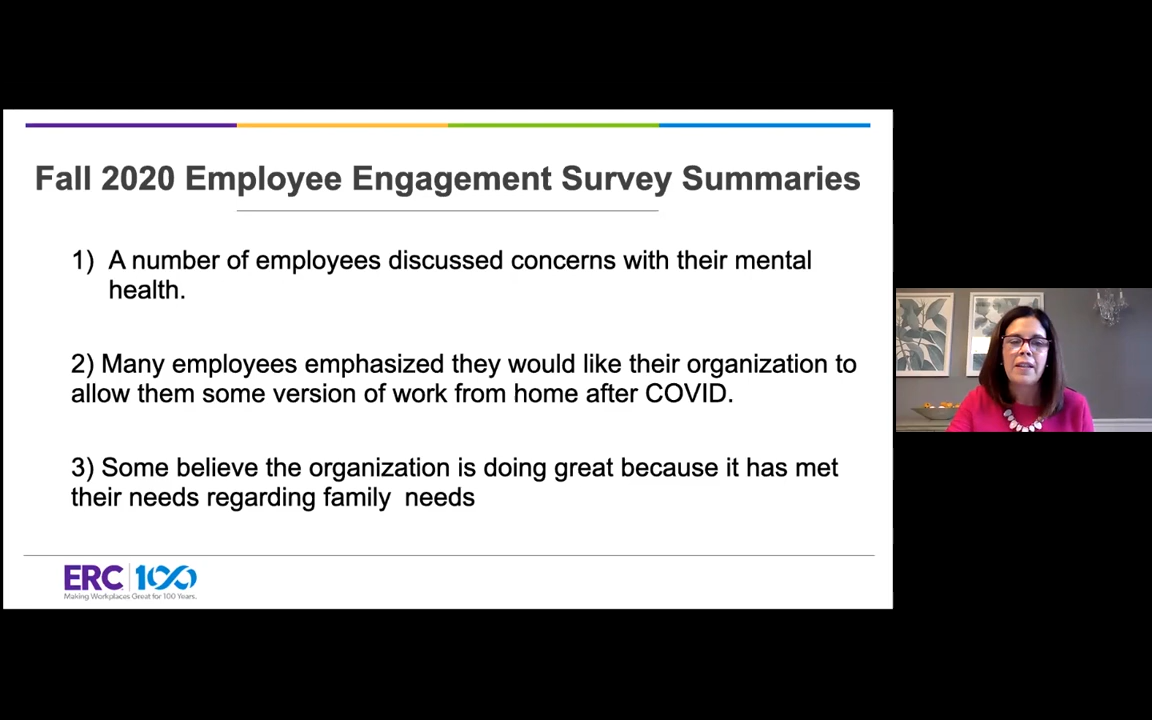 Fall 2020 Employee Engagement Survey Summaries
1) A number of employees discussed concerns with their mental
health.
2) Many employees emphasized they would like their organization to
allow them some version of work from home after COVID.
3) Some believe the organization is doing great because it has met
their needs regarding family  needs
ERC 100
Making Workplaces Great for 100 Years.